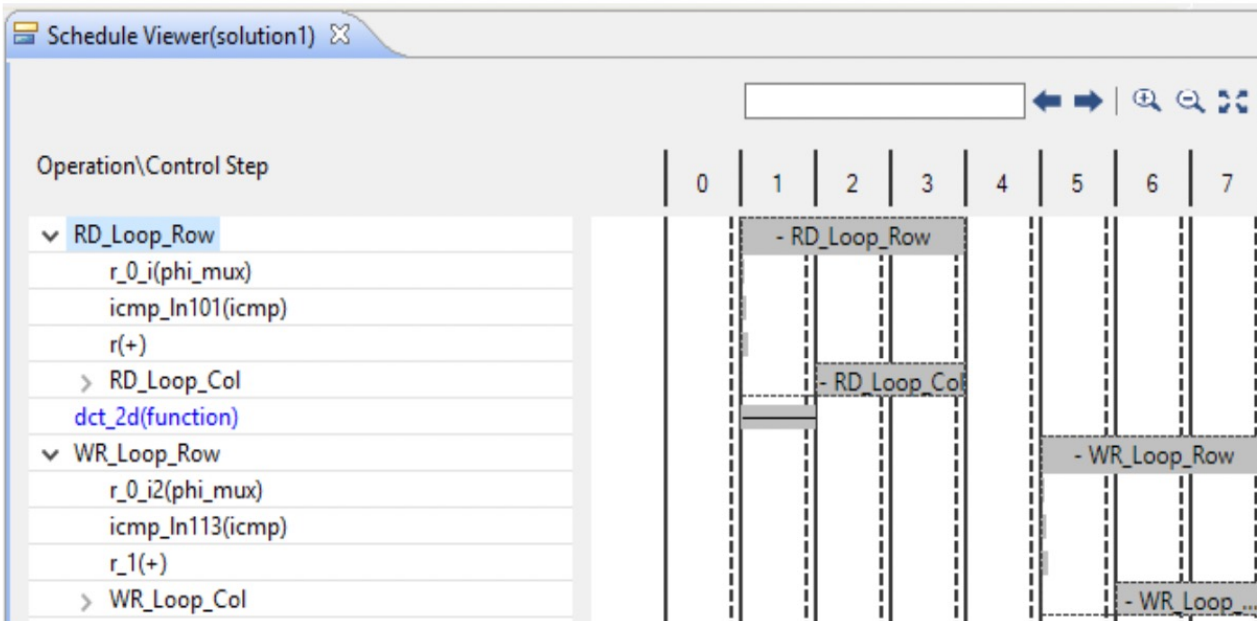 Schedule Viewer(solution1)
Operation\Control Step
0 1 2 3 4 5 6 7
RD_Loop_Row
- RD_Loop_Row
r_0_i(phi_mux)
icmp_ln101(icmp)
r(+)
RD_Loop_Col
- RD_Loop_Col
dct_2d(function)
WR_Loop_Row
- WR_Loop_Row
r_0_i2(phi_mux)
icmp_ln113(icmp)
r_1(+)
WR_Loop_Col
- WR_Loop_...